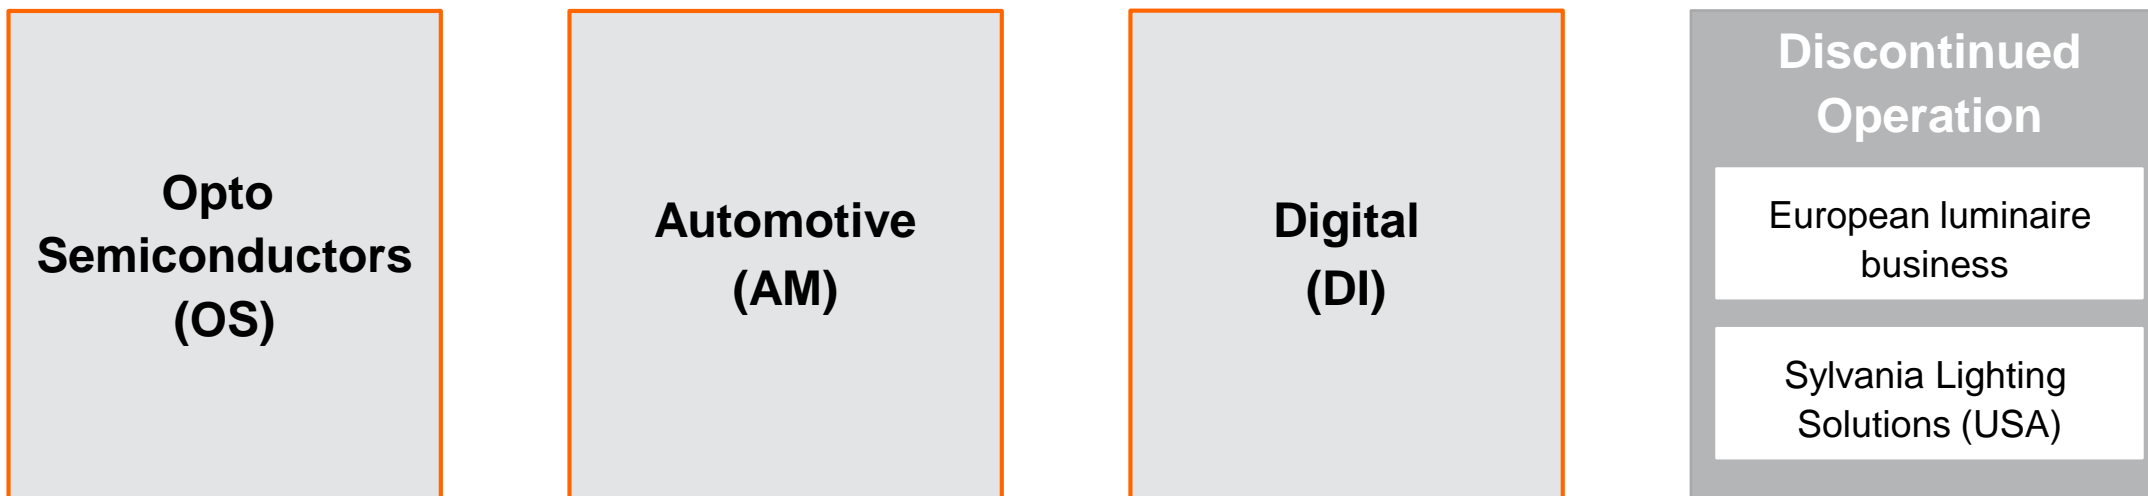 Opto
Semiconductors
(OS)
Automotive
(AM)
Digital
(DI)
Discontinued
Operation
European luminaire
business
Sylvania Lighting
Solutions (USA)